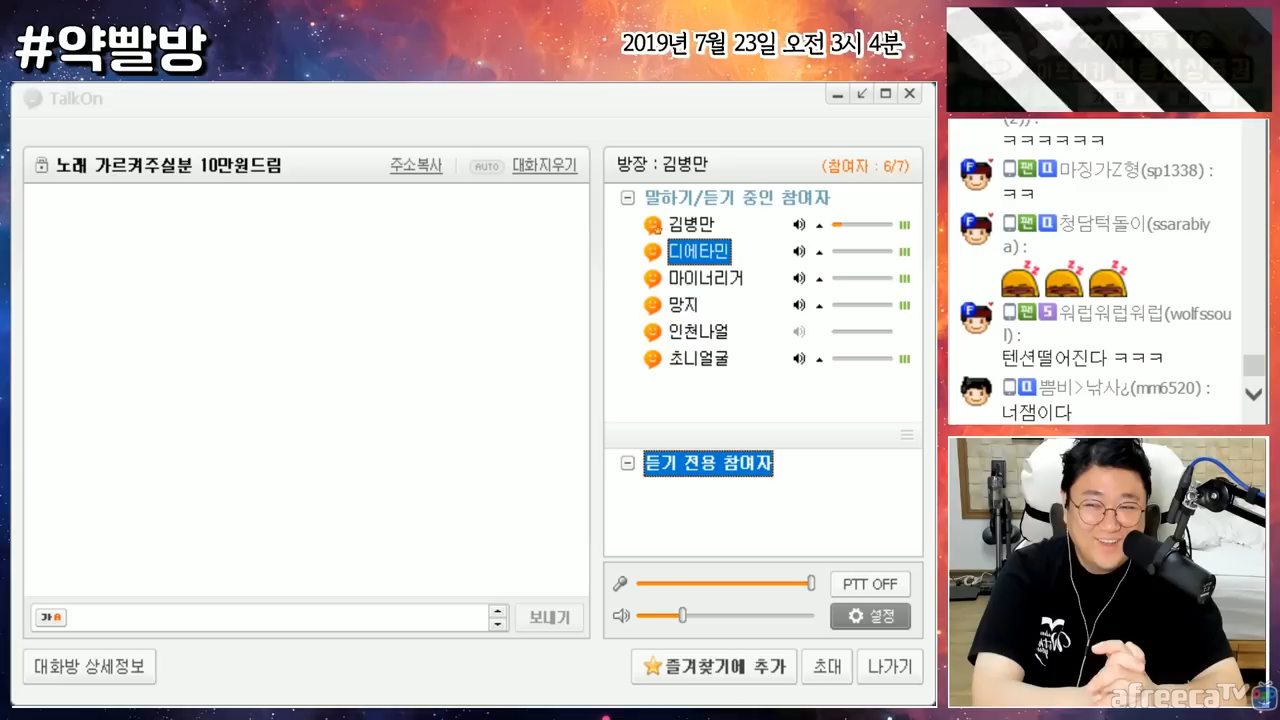 #약빨방
2019년 7월 23일 오전 3시 4분
TalkOn
노래 가르켜주실분 10만원드림
주소복사
AUTO
대화지우기
방장 : 김병만
(참여자 : 6/7)
말하기/듣기 중인 참여자
김병만
디에타민
마이너리거
망지
인천나얼
초니얼굴
듣기 전용 참여자
PTT OFF
설정
가
보내기
대화방 상세정보
즐겨찾기에 추가
초대
나가기
(2)) :
ㅋㅋㅋㅋㅋㅋ
F 팬 Q 마징가Z형(sp1338) :
ㅋㅋ
F 팬 Q 청담턱돌이(ssarabiy
a) :
F 팬 S 워럽워럽워럽(wolfssou
l) :
텐션떨어진다 ㅋㅋㅋ
Q 쁨비>낚사¿(mm6520) :
너잼이다
afreecaTV